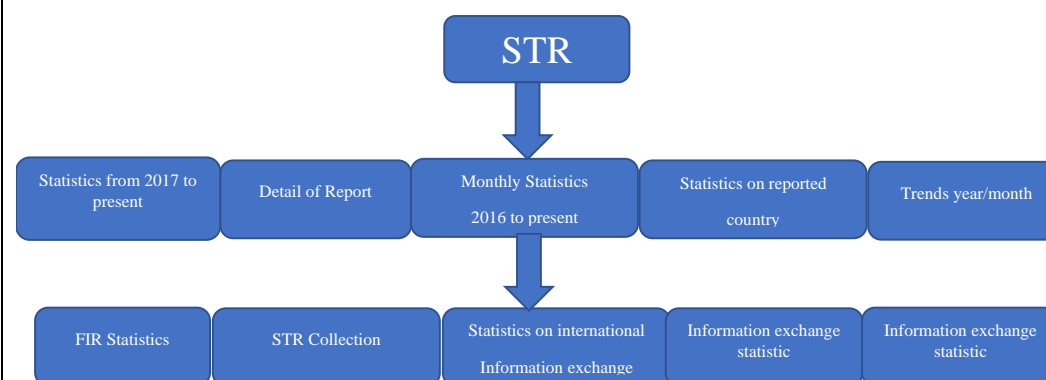 STR
Statistics from 2017 to
present
Detail of Report
Monthly Statistics
2016 to present
Statistics on reported
country
Trends year/month
FIR Statistics
STR Collection
Statistics on international
Information exchange
Information exchange
statistic
Information exchange
statistic